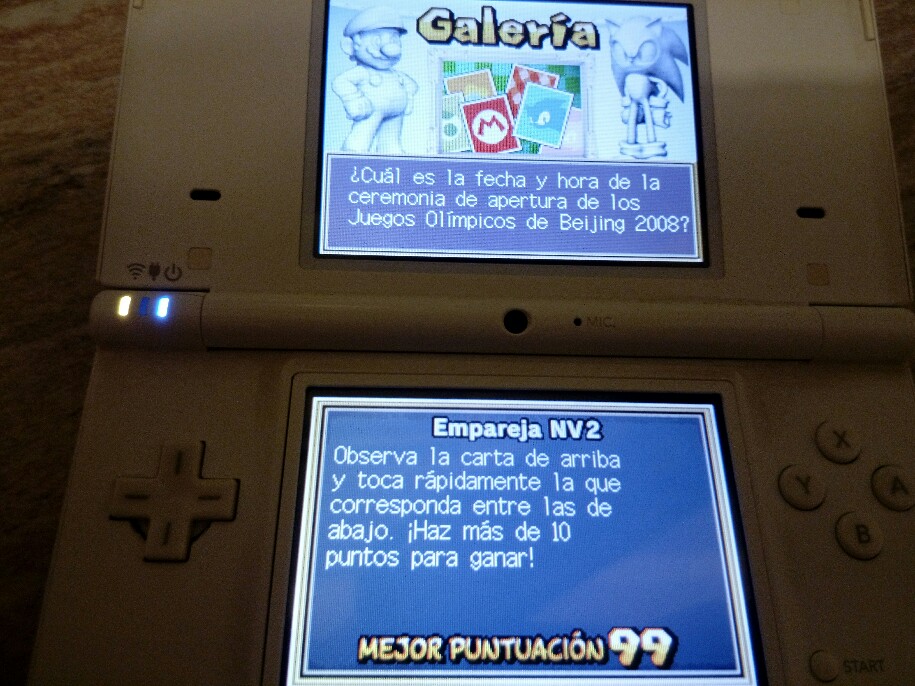 Galería
M
¿Cuál es la fecha y hora de la
ceremonia de apertura de los
Juegos Olímpicos de Beijing 2008?
MIC.
Empareja NV2
Observa la carta de arriba
y toca rápidamente la que
corresponda entre las de
abajo. ¡Haz más de 10
puntos para ganar!
MEJOR PUNTUACIÓN 99
X
Y
A
B
START